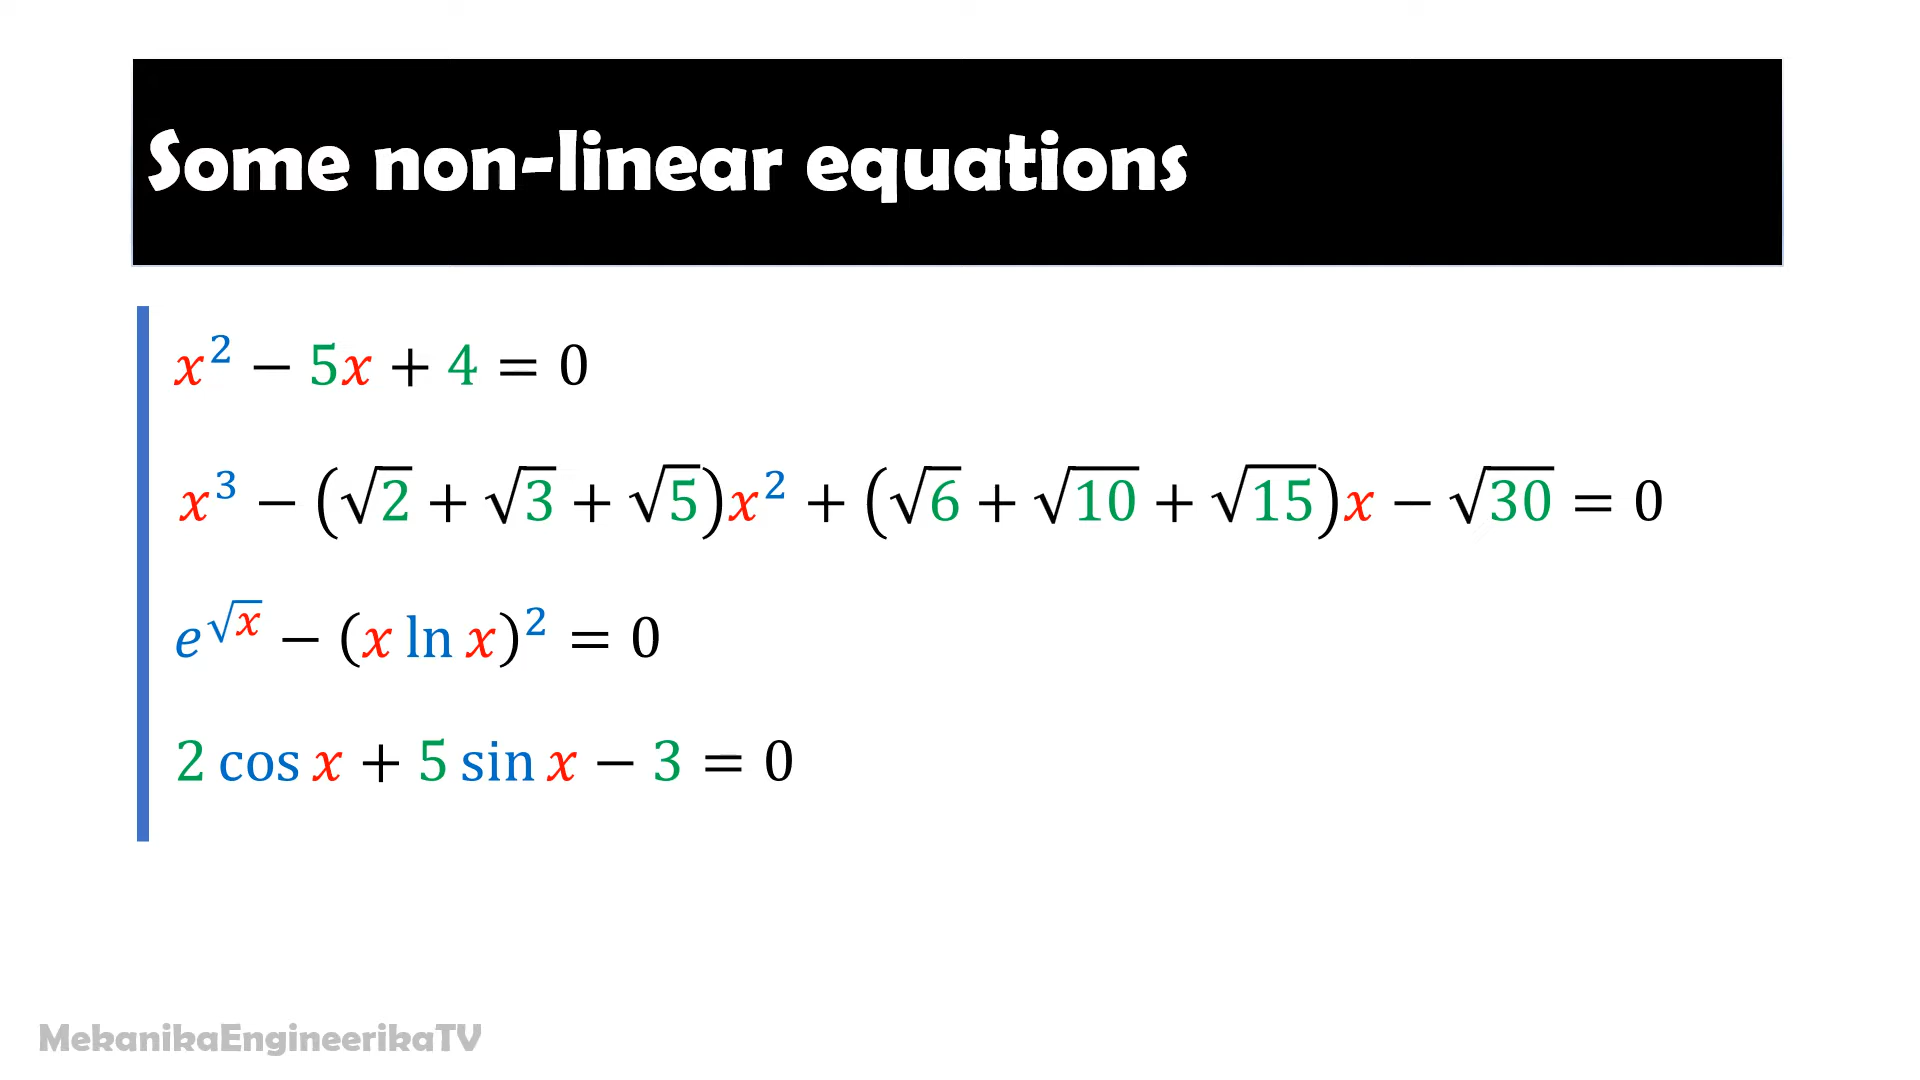 Some non-linear equations
x² − 5x + 4 = 0
x³ − (√2 + √3 + √5)x² + (√6 + √10 + √15)x − √30 = 0
e^√x − (x ln x)² = 0
2 cos x + 5 sin x − 3 = 0
MekanikaEngineerikaTV